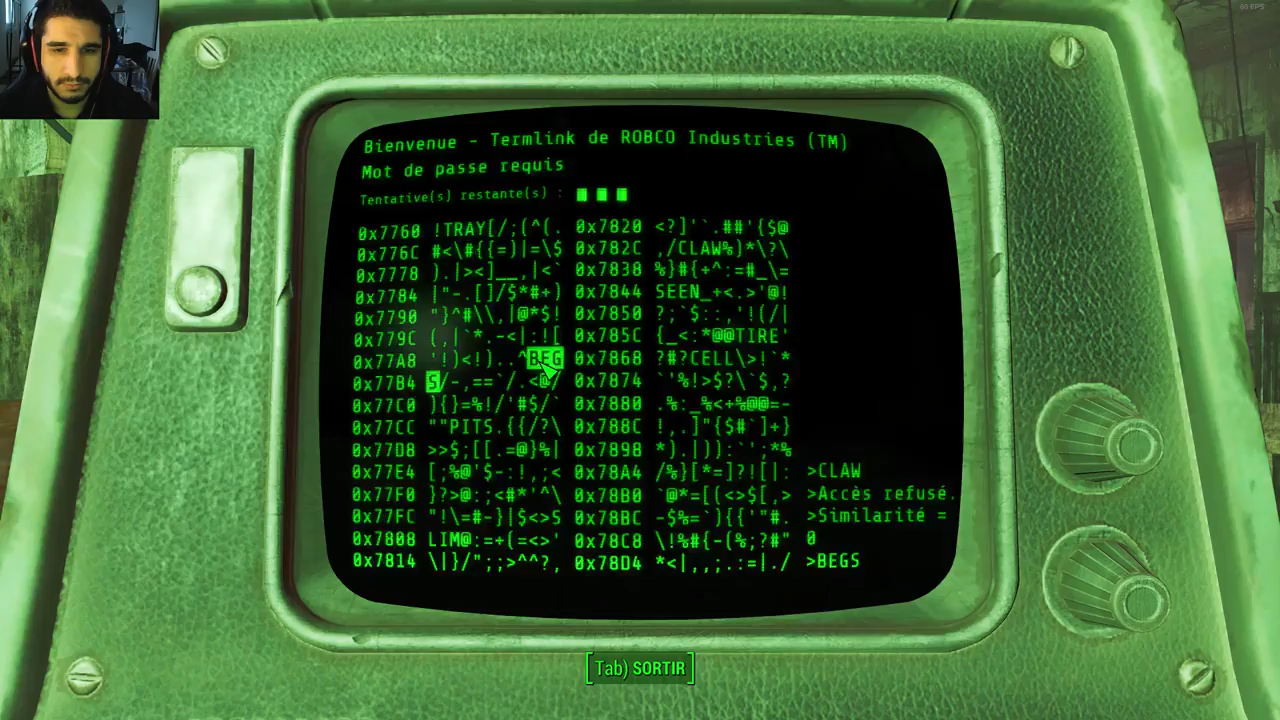 60 FPS
Bienvenue - Termlink de ROBCO Industries (TM)
Mot de passe requis
Tentative(s) restante(s) : ■ ■ ■
0x7760 !TRAY[/;(^(. 0x7820 <?]'`.##'{$@
0x776C #<\#{{=)|=\$ 0x782C ,/CLAW%)*\?\
0x7778 ).|><]__,|<` 0x7838 %}#{+^:=#_\=
0x7784 |"-.[]/$*#+) 0x7844 SEEN_+<.>'@!
0x7790 "}^#\\,|@*$! 0x7850 ?;`$::,'!(/|
0x779C (,|`*.-<|:![ 0x785C {_<:*@@TIRE'
0x77A8 '!)<!)..^BEG 0x7868 ?#?CELL\>!`*
0x77B4 S/-,==`/.<@/ 0x7874 `'%!>$?\`$,?
0x77C0 ){}=%!/'#$/` 0x7880 .%:_%<+%@@=-
0x77CC ""PITS.{{/?\ 0x788C !,.]"{$#`]+}
0x77D8 >>$;[[.=@}%| 0x7898 *).|)):`';*%
0x77E4 [;%@'$-:!,;< 0x78A4 /%}[*=]?![|: >CLAW
0x77F0 }?>@:;<#*'^\ 0x78B0 `@*=[(<>$[,> >Accès refusé.
0x77FC "!\=#-}|$<>S 0x78BC -$%=`){{'"#. >Similarité =
0x7808 LIM@:=+(=<>' 0x78C8 \!%#{-(%;?#" 0
0x7814 \|}/";;>^^?, 0x78D4 *<|,,;.:=|./ >BEGS
Tab) SORTIR